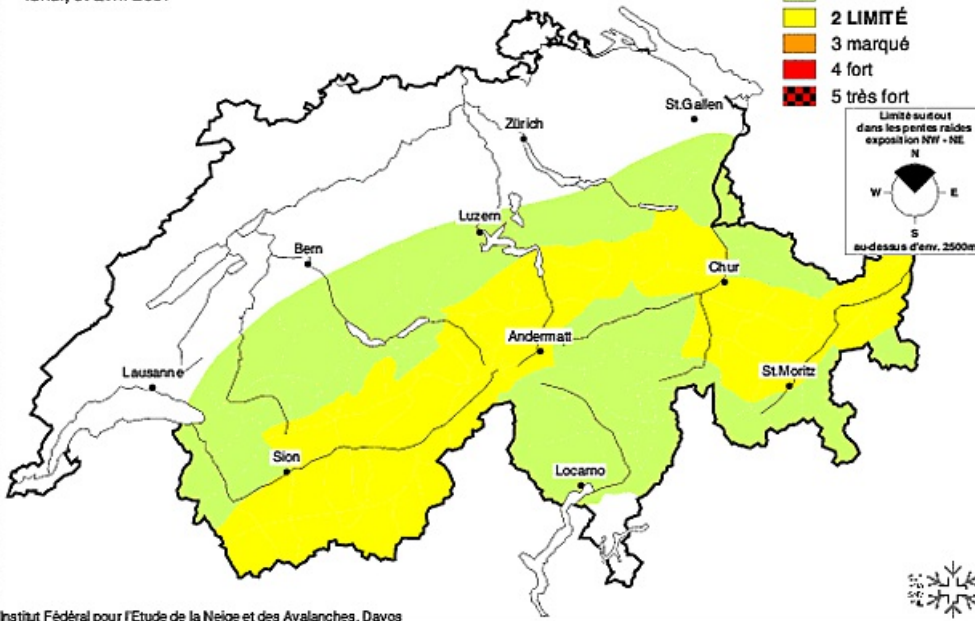 2 LIMITÉ
3 marqué
4 fort
5 très fort
Limité surtout
dans les pentes raides
exposition NW - NE
N
W
E
S
au-dessus d'env. 2500m
St.Gallen
Zürich
Luzern
Bern
Chur
Andermatt
Lausanne
St.Moritz
Sion
Locarno
Institut Fédéral pour l'Etude de la Neige et des Avalanches, Davos